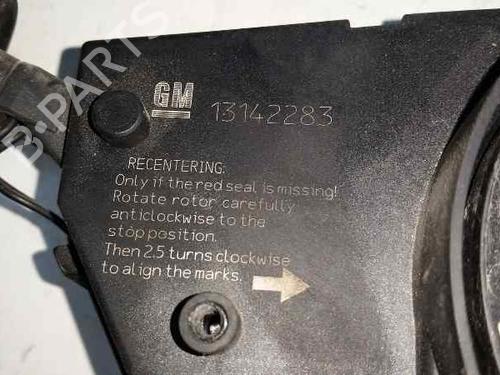 GM 13142283
RECENTERING:
Only if the red seal is missing!
Rotate rotor carefully
anticlockwise to the
stop position.
Then 2.5 turns clockwise
to align the marks.
B-PARTS